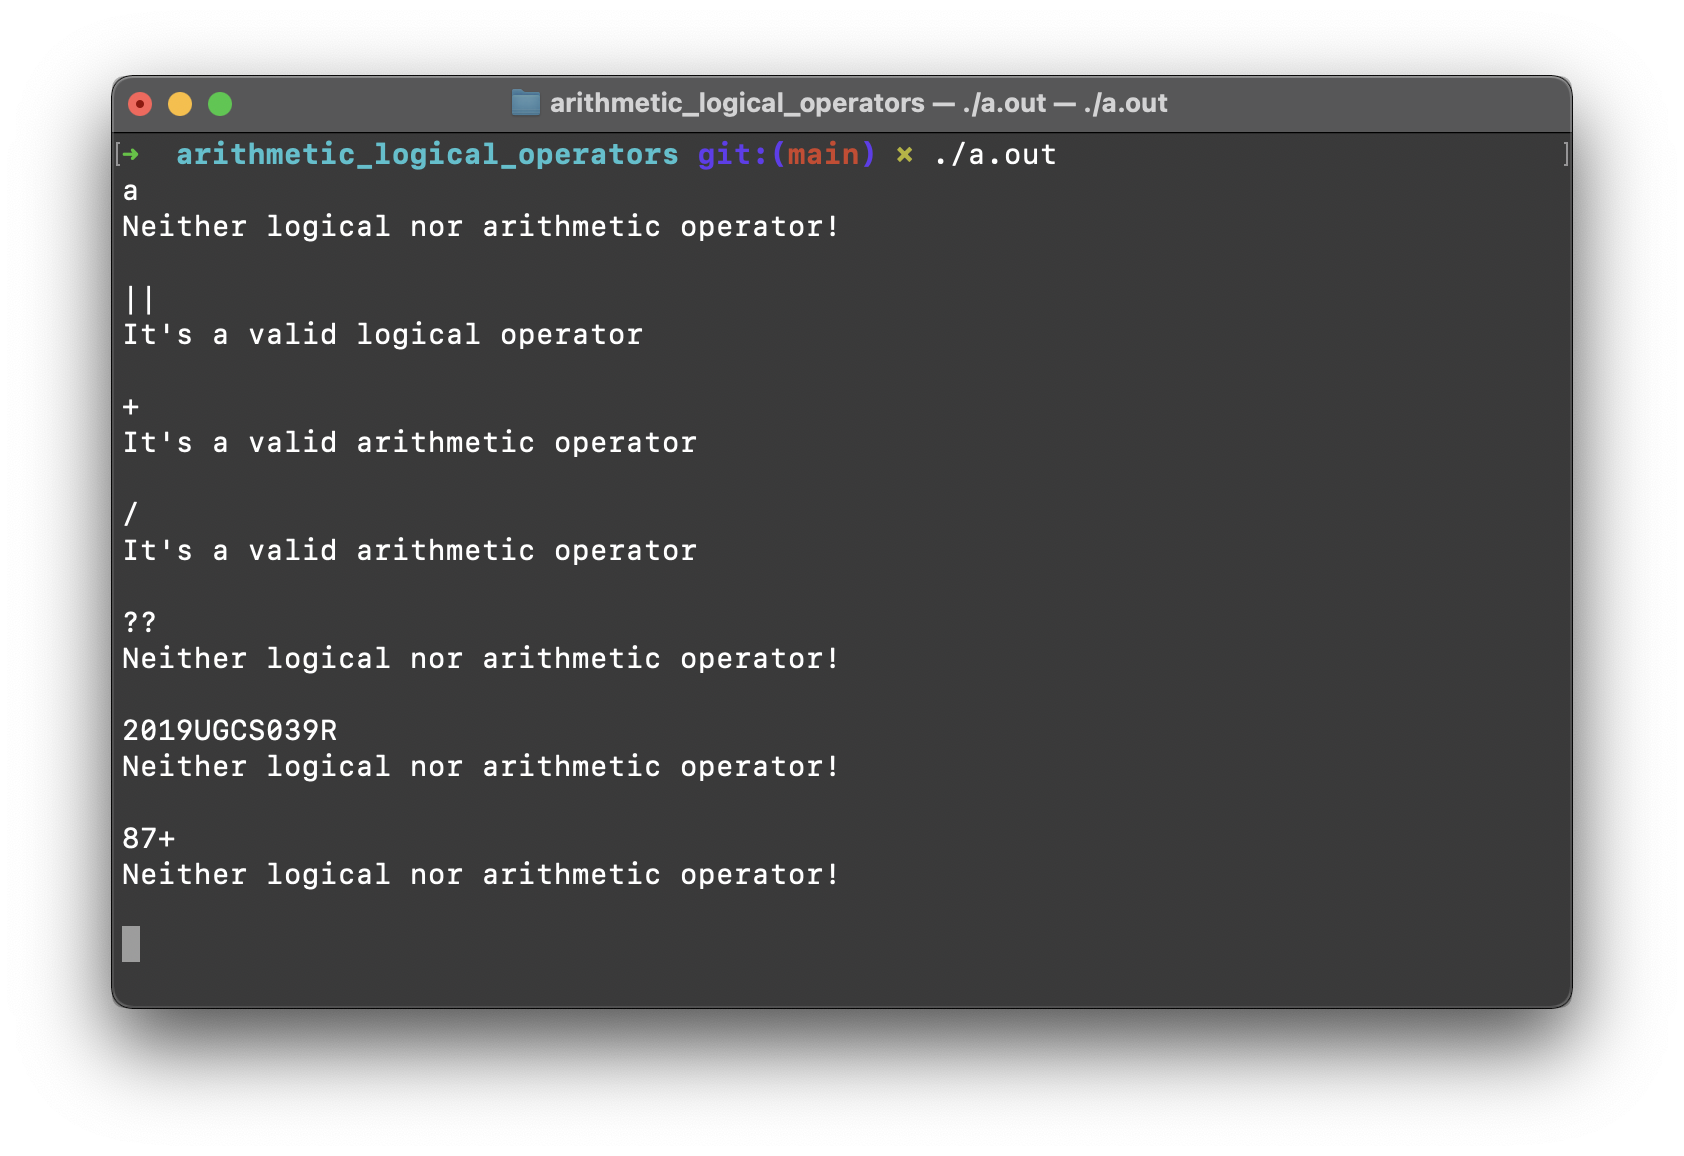 arithmetic_logical_operators — ./a.out — ./a.out
[➜  arithmetic_logical_operators git:(main) ✗ ./a.out ]
a
Neither logical nor arithmetic operator!
||
It's a valid logical operator
+
It's a valid arithmetic operator
/
It's a valid arithmetic operator
??
Neither logical nor arithmetic operator!
2019UGCS039R
Neither logical nor arithmetic operator!
87+
Neither logical nor arithmetic operator!